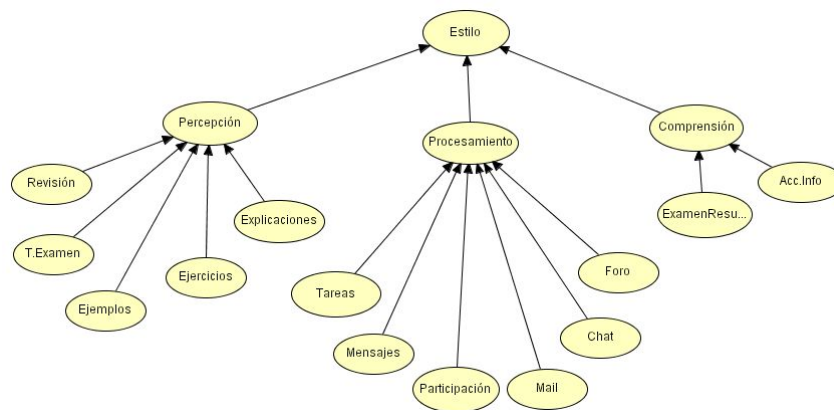 Estilo
Percepción
Procesamiento
Comprensión
Revisión
Acc.Info
Explicaciones
ExamenResu...
T.Examen
Ejercicios
Foro
Tareas
Ejemplos
Chat
Mensajes
Participación
Mail